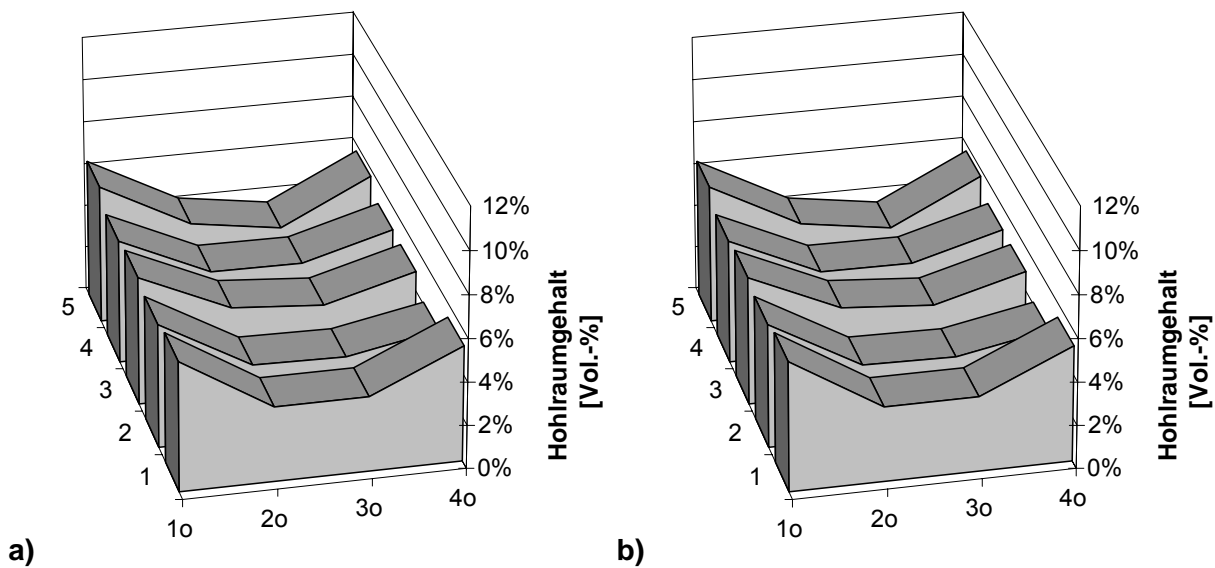 12%
10%
8%
6%
4%
2%
0%
Hohlraumgehalt
[Vol.-%]
5
4
3
2
1
1o
2o
3o
4o
a)
12%
10%
8%
6%
4%
2%
0%
Hohlraumgehalt
[Vol.-%]
5
4
3
2
1
1o
2o
3o
4o
b)